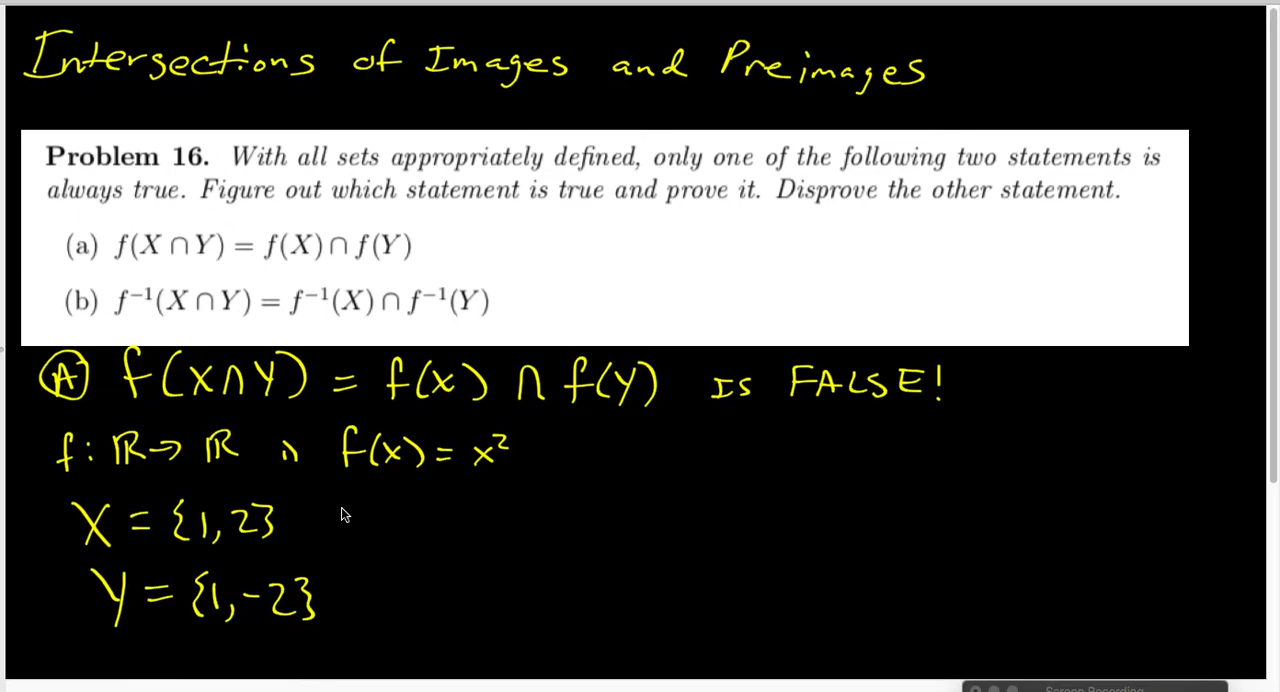 Intersections of Images and Preimages
Problem 16. With all sets appropriately defined, only one of the following two statements is
always true. Figure out which statement is true and prove it. Disprove the other statement.
(a) f(X ∩ Y) = f(X) ∩ f(Y)
(b) f⁻¹(X ∩ Y) = f⁻¹(X) ∩ f⁻¹(Y)
Ⓐ f(X∩Y) = f(X) ∩ f(Y) IS FALSE!
f: ℝ→ ℝ f(x) = x²
X = {1, 2}
Y = {1, -2}
Screen Recording